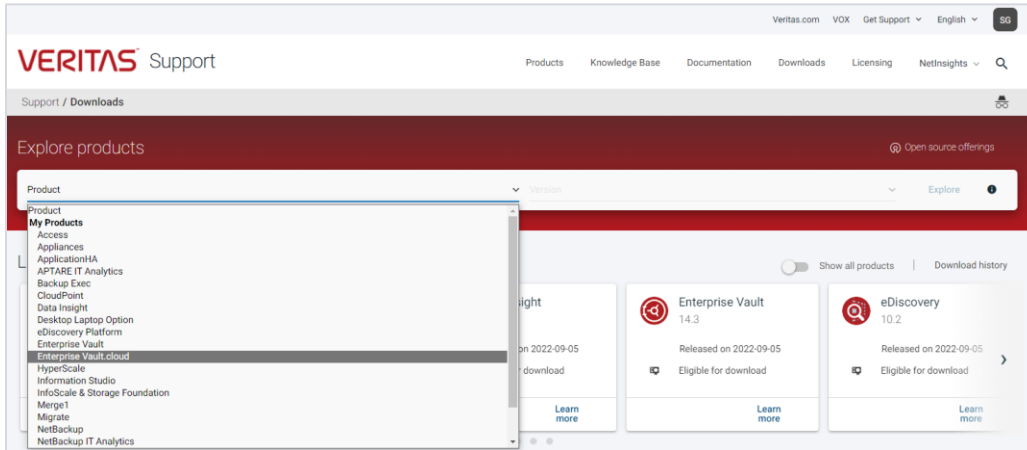 Veritas.com VOX Get Support English SG
VERITAS Support
Products Knowledge Base Documentation Downloads Licensing NetInsights
Support / Downloads
Explore products
Open source offerings
Product
Version
Explore
Product
My Products
Access
Appliances
ApplicationHA
APTARE IT Analytics
Backup Exec
CloudPoint
Data Insight
Desktop Laptop Option
eDiscovery Platform
Enterprise Vault
Enterprise Vault.cloud
HyperScale
Information Studio
InfoScale & Storage Foundation
Merge1
Migrate
NetBackup
NetBackup IT Analytics
L
Show all products | Download history
sight
on 2022-09-05
r download
Learn
more
Enterprise Vault
14.3
Released on 2022-09-05
Eligible for download
Learn
more
eDiscovery
10.2
Released on 2022-09-05
Eligible for download
Learn
more